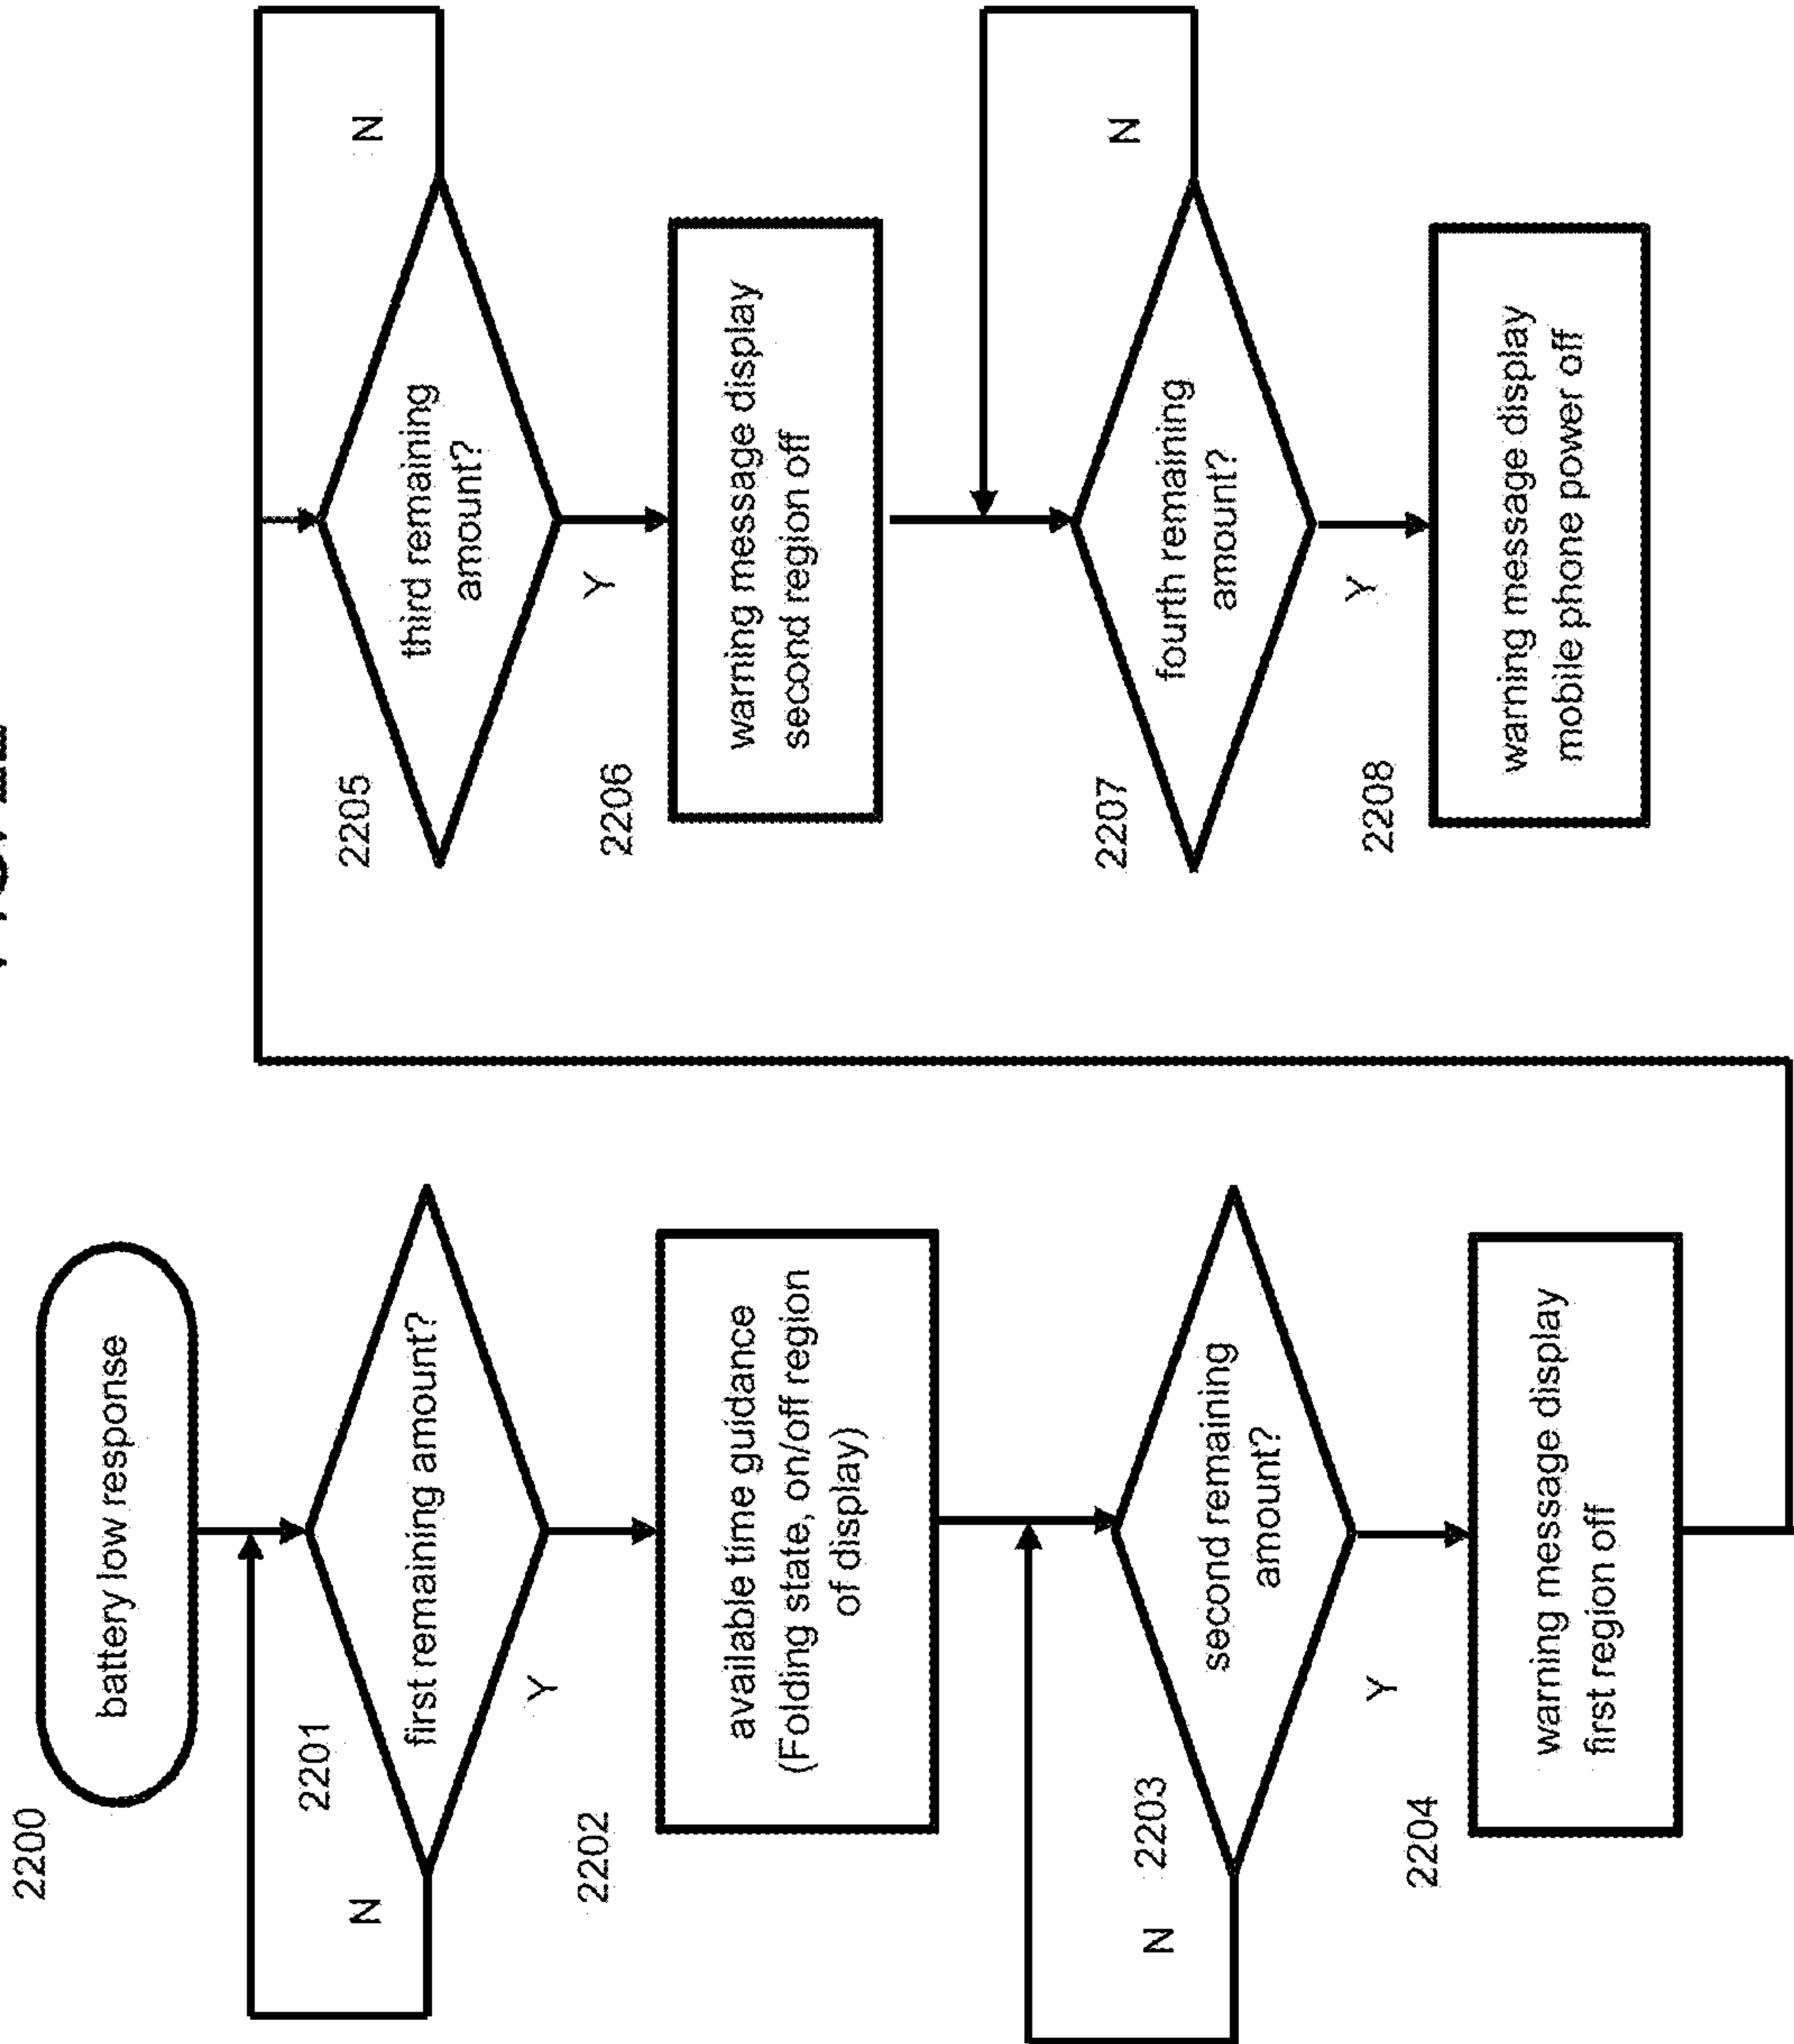 2200
battery low response
2201
first remaining amount?
N
Y
2202
available time guidance
(Folding state, on/off region
of display)
2203
second remaining
amount?
N
Y
2204
warning message display
first region off
2205
third remaining
amount?
N
Y
2206
warning message display
second region off
2207
fourth remaining
amount?
N
Y
2208
warning message display
mobile phone power off